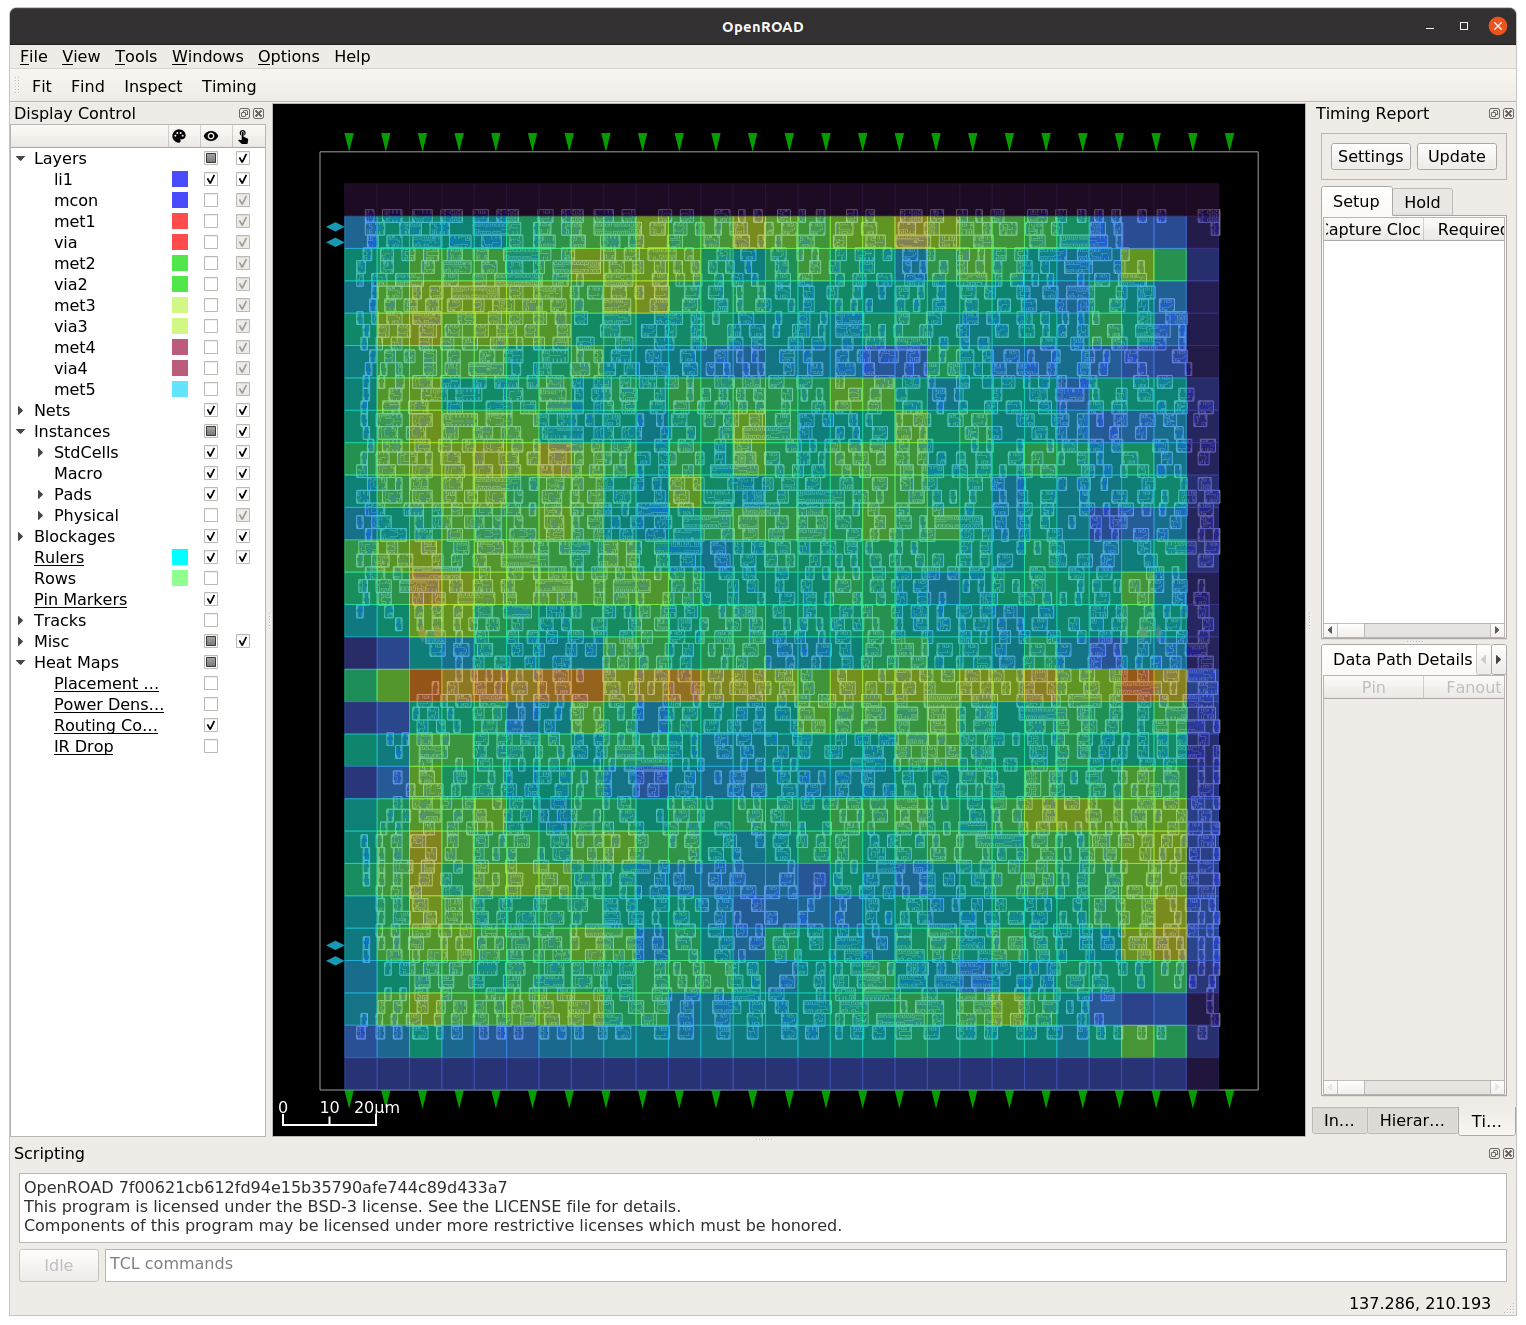 OpenROAD
File View Tools Windows Options Help
Fit Find Inspect Timing
Display Control
Layers
li1
mcon
met1
via
met2
via2
met3
via3
met4
via4
met5
Nets
Instances
StdCells
Macro
Pads
Physical
Blockages
Rulers
Rows
Pin Markers
Tracks
Misc
Heat Maps
Placement ...
Power Dens...
Routing Co...
IR Drop
0 10 20μm
Timing Report
Settings Update
Setup Hold
apture Cloc Required
Data Path Details
Pin Fanout
In... Hierar... Ti...
Scripting
OpenROAD 7f00621cb612fd94e15b35790afe744c89d433a7
This program is licensed under the BSD-3 license. See the LICENSE file for details.
Components of this program may be licensed under more restrictive licenses which must be honored.
Idle TCL commands
137.286, 210.193